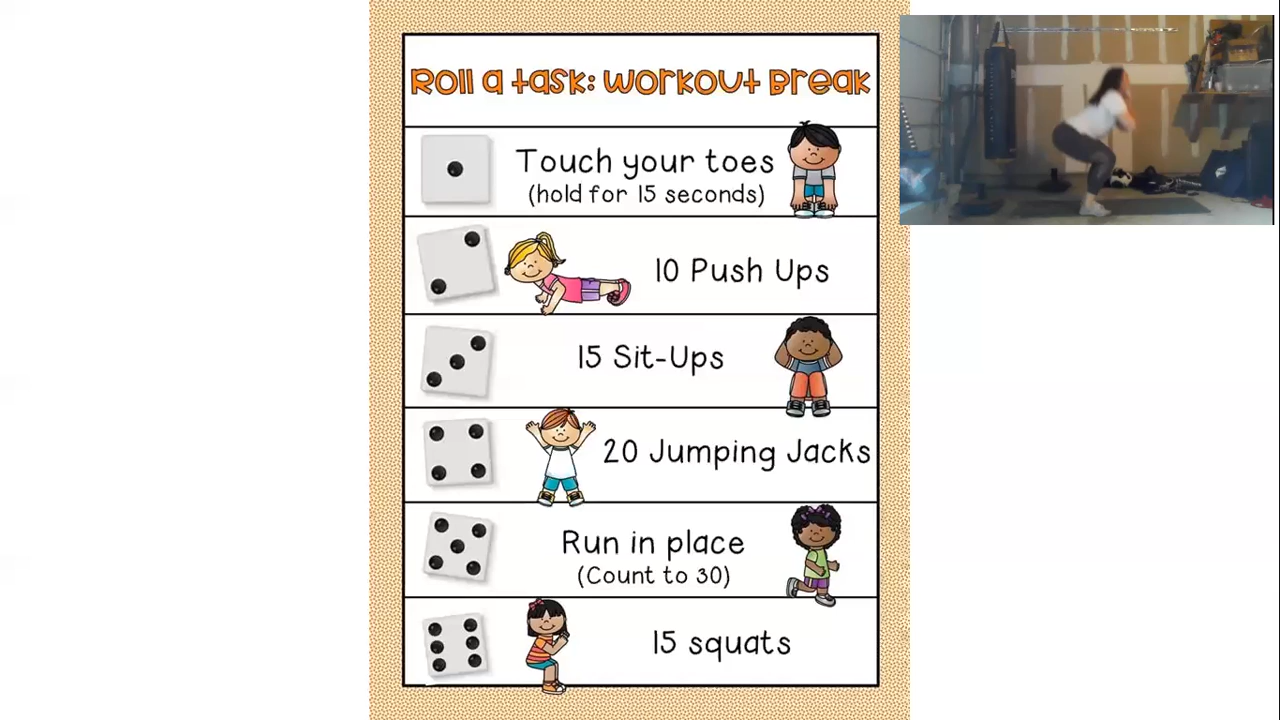 Roll a task: Workout Break
Touch your toes
(hold for 15 seconds)
10 Push Ups
15 Sit-Ups
20 Jumping Jacks
Run in place
(Count to 30)
15 squats